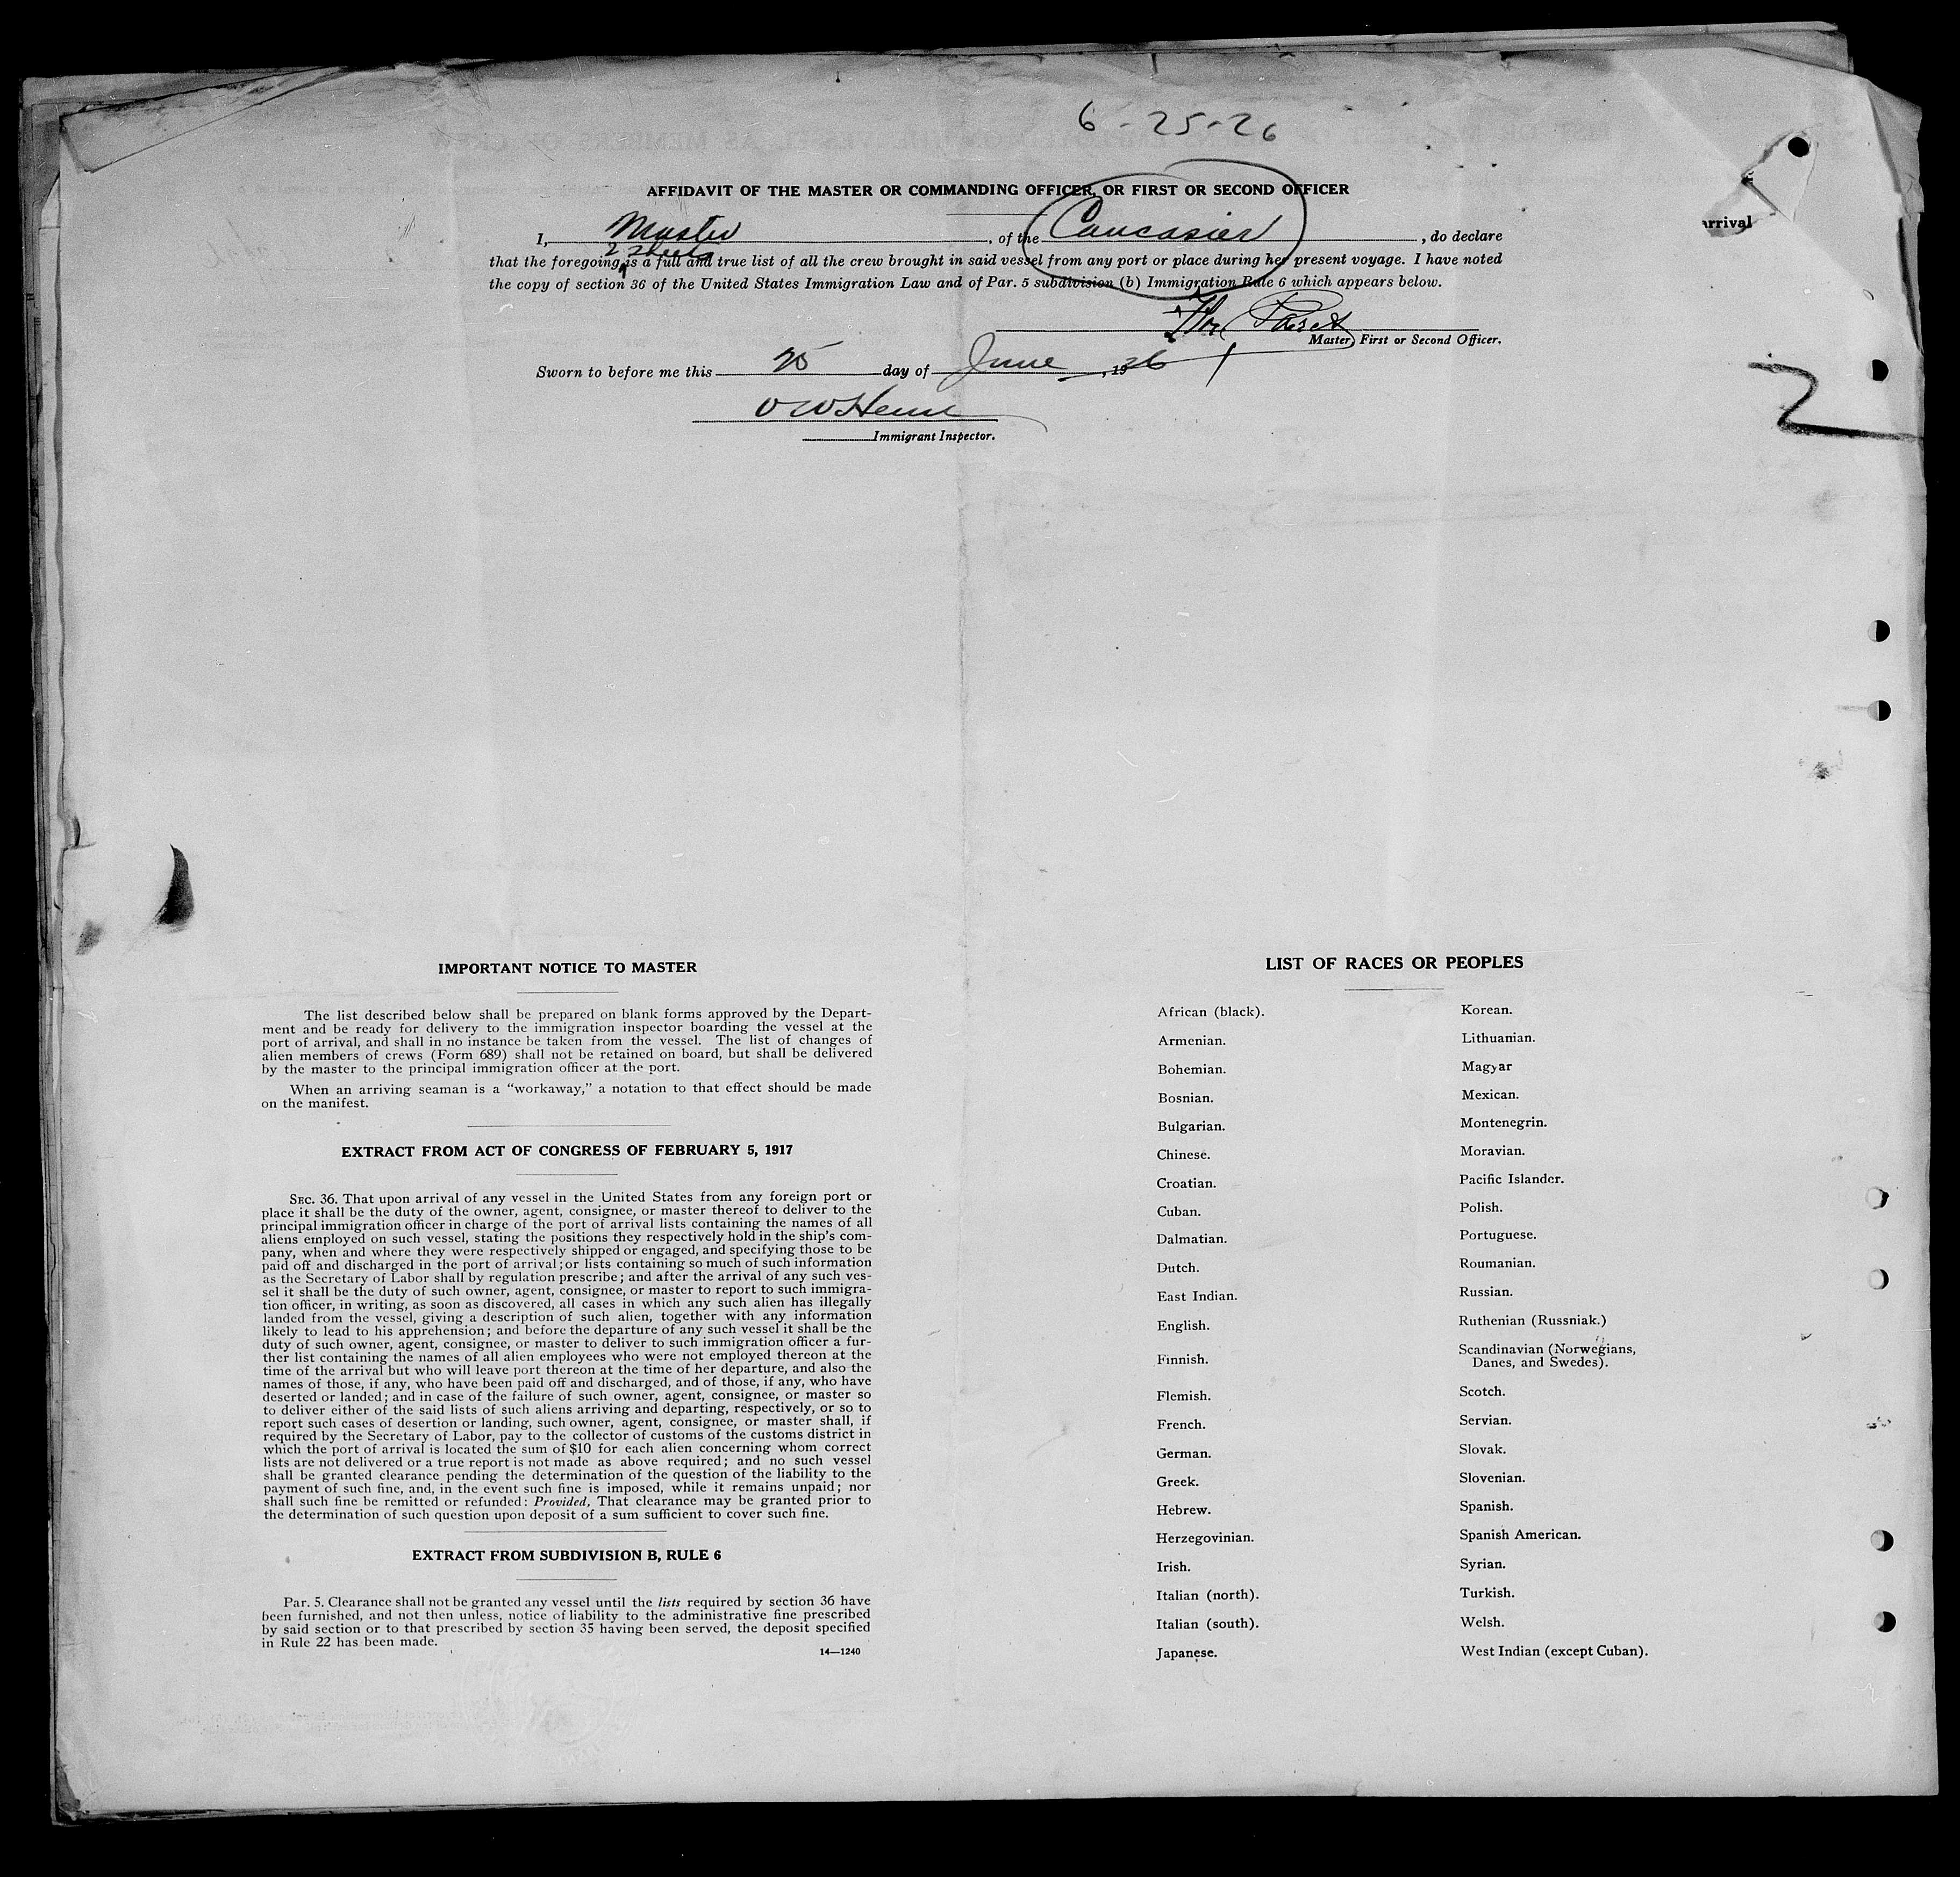 6-25-26
AFFIDAVIT OF THE MASTER OR COMMANDING OFFICER, OR FIRST OR SECOND OFFICER
arrival
I, Master, of the Caucasier, do declare
2 sheets
that the foregoing is a full and true list of all the crew brought in said vessel from any port or place during her present voyage. I have noted
the copy of section 36 of the United States Immigration Law and of Par. 5 subdivision (b) Immigration Rule 6 which appears below.
Master, First or Second Officer.
Sworn to before me this 25 day of June, 1926
2
Immigrant Inspector.
IMPORTANT NOTICE TO MASTER
The list described below shall be prepared on blank forms approved by the Depart-
ment and be ready for delivery to the immigration inspector boarding the vessel at the
port of arrival, and shall in no instance be taken from the vessel. The list of changes of
alien members of crews (Form 689) shall not be retained on board, but shall be delivered
by the master to the principal immigration officer at the port.
When an arriving seaman is a "workaway," a notation to that effect should be made
on the manifest.
EXTRACT FROM ACT OF CONGRESS OF FEBRUARY 5, 1917
SEC. 36. That upon arrival of any vessel in the United States from any foreign port or
place it shall be the duty of the owner, agent, consignee, or master thereof to deliver to the
principal immigration officer in charge of the port of arrival lists containing the names of all
aliens employed on such vessel, stating the positions they respectively hold in the ship's com-
pany, when and where they were respectively shipped or engaged, and specifying those to be
paid off and discharged in the port of arrival; or lists containing so much of such information
as the Secretary of Labor shall by regulation prescribe; and after the arrival of any such ves-
sel it shall be the duty of such owner, agent, consignee, or master to report to such immigra-
tion officer, in writing, as soon as discovered, all cases in which any such alien has illegally
landed from the vessel, giving a description of such alien, together with any information
likely to lead to his apprehension; and before the departure of any such vessel it shall be the
duty of such owner, agent, consignee, or master to deliver to such immigration officer a fur-
ther list containing the names of all alien employees who were not employed thereon at the
time of the arrival but who will leave port thereon at the time of her departure, and also the
names of those, if any, who have been paid off and discharged, and of those, if any, who have
deserted or landed; and in case of the failure of such owner, agent, consignee, or master so
to deliver either of the said lists of such aliens arriving and departing, respectively, or so to
report such cases of desertion or landing, such owner, agent, consignee, or master shall, if
required by the Secretary of Labor, pay to the collector of customs of the customs district in
which the port of arrival is located the sum of $10 for each alien concerning whom correct
lists are not delivered or a true report is not made as above required; and no such vessel
shall be granted clearance pending the determination of the question of the liability to the
payment of such fine, and, in the event such fine is imposed, while it remains unpaid; nor
shall such fine be remitted or refunded: Provided, That clearance may be granted prior to
the determination of such question upon deposit of a sum sufficient to cover such fine.
EXTRACT FROM SUBDIVISION B, RULE 6
Par. 5. Clearance shall not be granted any vessel until the lists required by section 36 have
been furnished, and not then unless, notice of liability to the administrative fine prescribed
by said section or to that prescribed by section 35 having been served, the deposit specified
in Rule 22 has been made.
14—1240
LIST OF RACES OR PEOPLES
African (black).
Armenian.
Bohemian.
Bosnian.
Bulgarian.
Chinese.
Croatian.
Cuban.
Dalmatian.
Dutch.
East Indian.
English.
Finnish.
Flemish.
French.
German.
Greek.
Hebrew.
Herzegovinian.
Irish.
Italian (north).
Italian (south).
Japanese.
Korean.
Lithuanian.
Magyar
Mexican.
Montenegrin.
Moravian.
Pacific Islander.
Polish.
Portuguese.
Roumanian.
Russian.
Ruthenian (Russniak.)
Scandinavian (Norwegians,
Danes, and Swedes).
Scotch.
Servian.
Slovak.
Slovenian.
Spanish.
Spanish American.
Syrian.
Turkish.
Welsh.
West Indian (except Cuban).